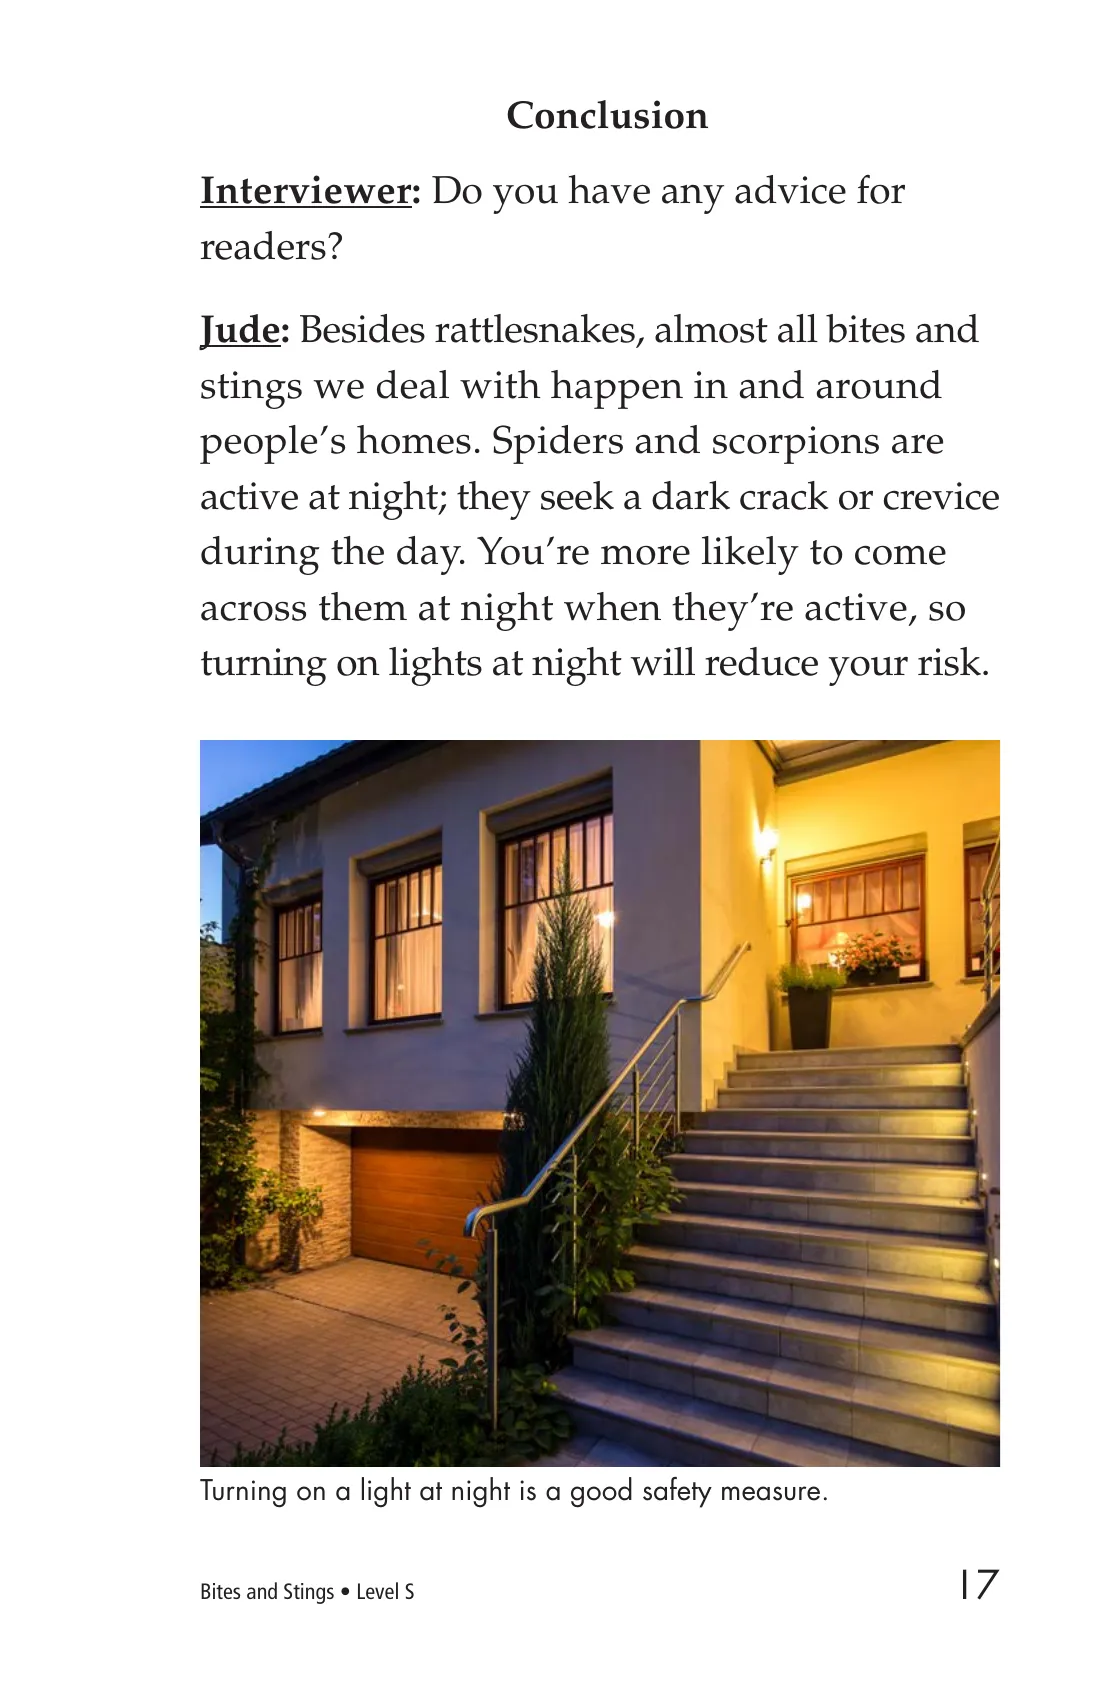 Conclusion
Interviewer: Do you have any advice for
readers?
Jude: Besides rattlesnakes, almost all bites and
stings we deal with happen in and around
people’s homes. Spiders and scorpions are
active at night; they seek a dark crack or crevice
during the day. You’re more likely to come
across them at night when they’re active, so
turning on lights at night will reduce your risk.
Turning on a light at night is a good safety measure.
Bites and Stings • Level S
17